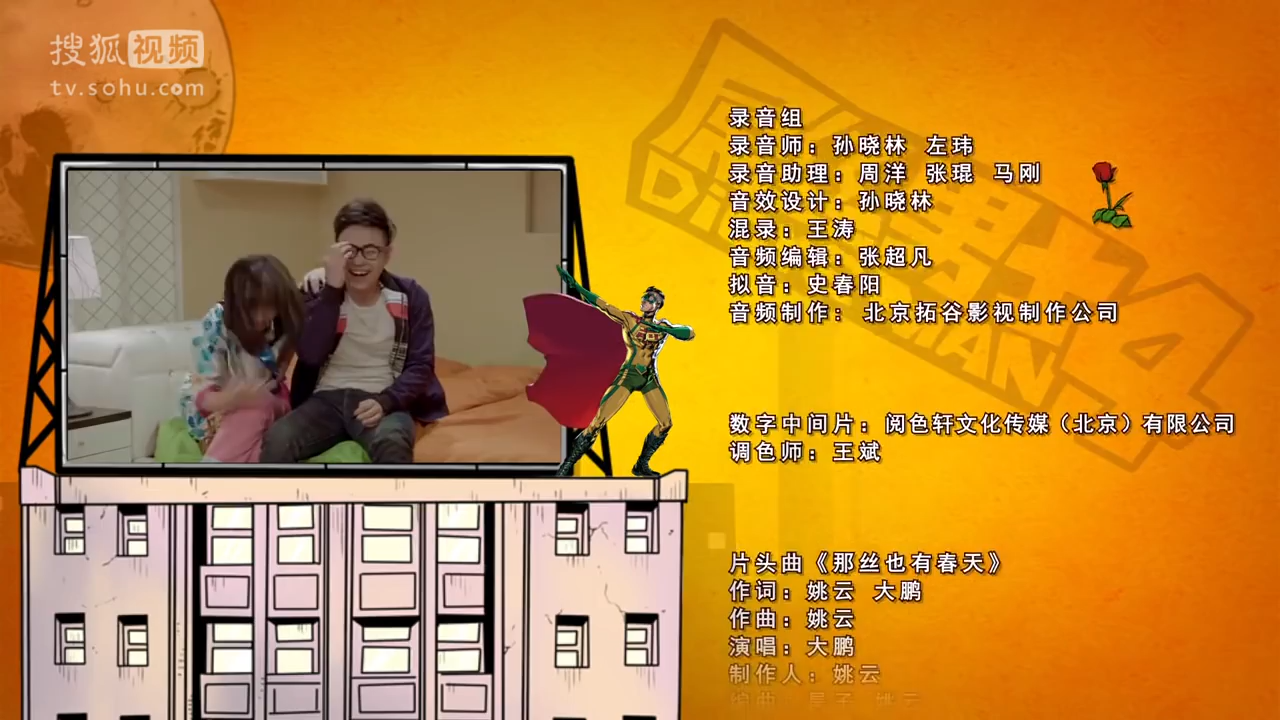 搜狐视频
tv.sohu.com
录音组
录音师：孙晓林 左玮
录音助理：周洋 张琨 马刚
音效设计：孙晓林
混录：王涛
音频编辑：张超凡
拟音：史春阳
音频制作：北京拓谷影视制作公司
数字中间片：阅色轩文化传媒（北京）有限公司
调色师：王斌
片头曲《那丝也有春天》
作词：姚云 大鹏
作曲：姚云
演唱：大鹏
制作人：姚云